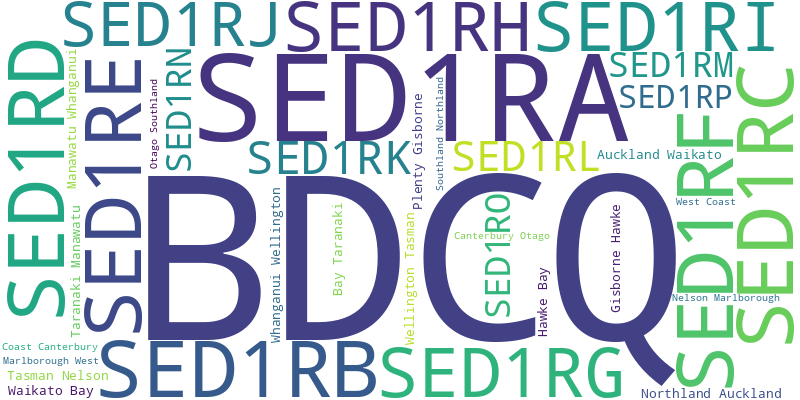 SED1RJ
SED1RH
SED1RI
SED1RD
Manawatu Whanganui
SED1RE
Otago Southland
SED1RN
SED1RA
SED1RM
SED1RP
SED1RC
Plenty Gisborne
Southland Northland
SED1RK
SED1RL
Auckland Waikato
SED1RF
BDCQ
West Coast
Taranaki Manawatu
Whanganui Wellington
Bay Taranaki
Wellington Tasman
SED1RO
Canterbury Otago
Hawke Bay
Gisborne Hawke
Nelson Marlborough
Coast Canterbury
Marlborough West
Tasman Nelson
Waikato Bay
SED1RB
SED1RG
Northland Auckland